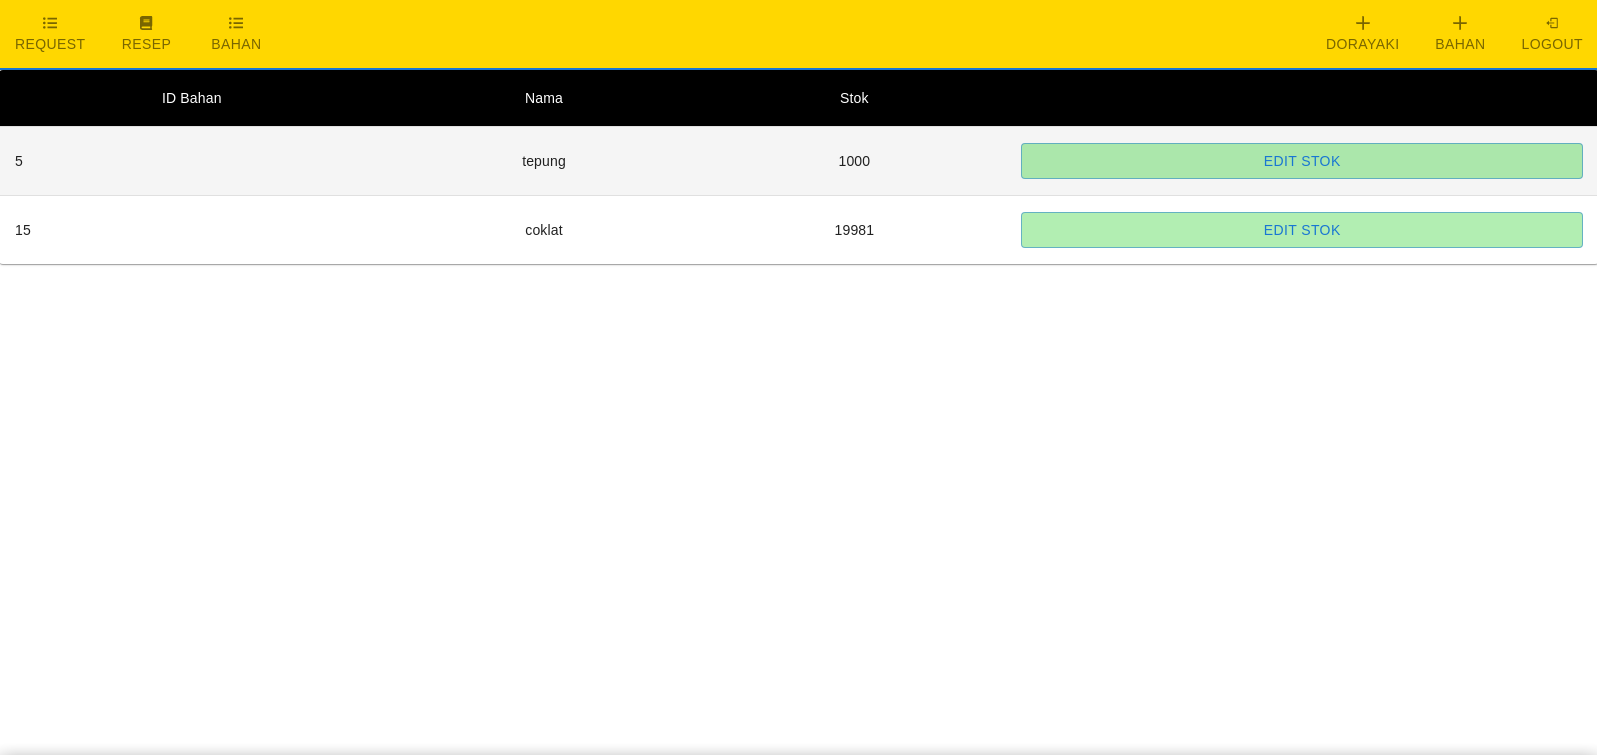 REQUEST RESEP BAHAN DORAYAKI BAHAN LOGOUT
ID Bahan Nama Stok
5 tepung 1000 EDIT STOK
15 coklat 19981 EDIT STOK